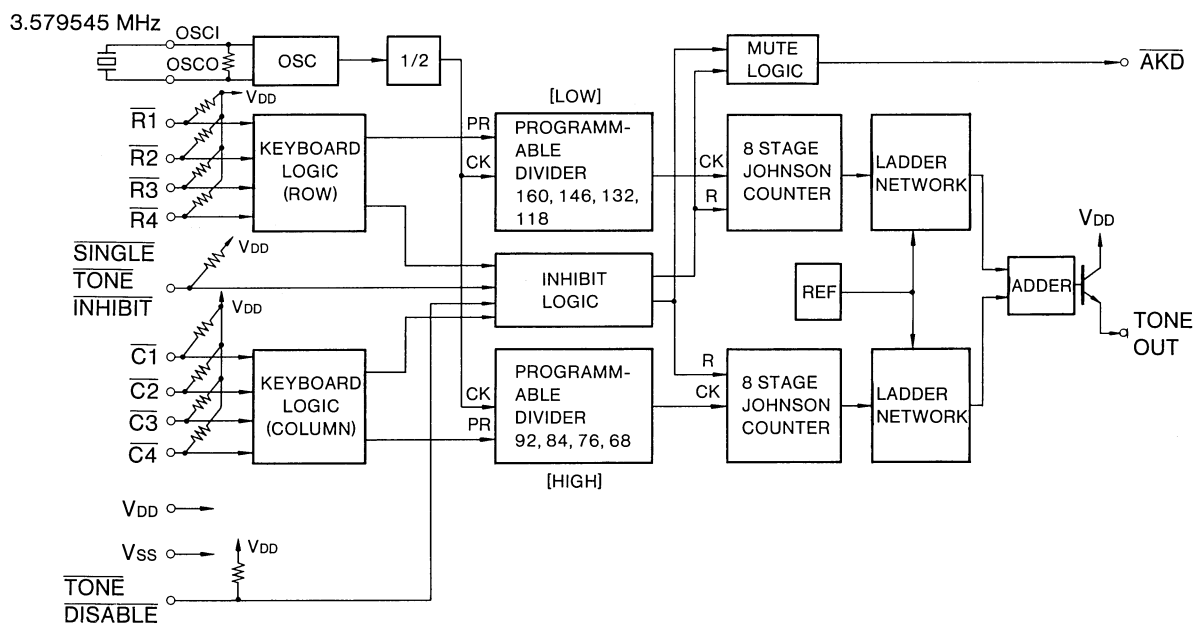 3.579545 MHz
OSCI
OSCO
OSC
1/2
MUTE
LOGIC
AKD
VDD
R1
R2
R3
R4
KEYBOARD
LOGIC
(ROW)
PR
CK
[LOW]
PROGRAMM-
ABLE
DIVIDER
160, 146, 132,
118
CK
R
8 STAGE
JOHNSON
COUNTER
LADDER
NETWORK
VDD
SINGLE
TONE
INHIBIT
VDD
INHIBIT
LOGIC
REF
ADDER
TONE
OUT
VDD
C1
C2
C3
C4
KEYBOARD
LOGIC
(COLUMN)
CK
PR
PROGRAMM-
ABLE
DIVIDER
92, 84, 76, 68
[HIGH]
R
CK
8 STAGE
JOHNSON
COUNTER
LADDER
NETWORK
VDD
VSS
VDD
TONE
DISABLE